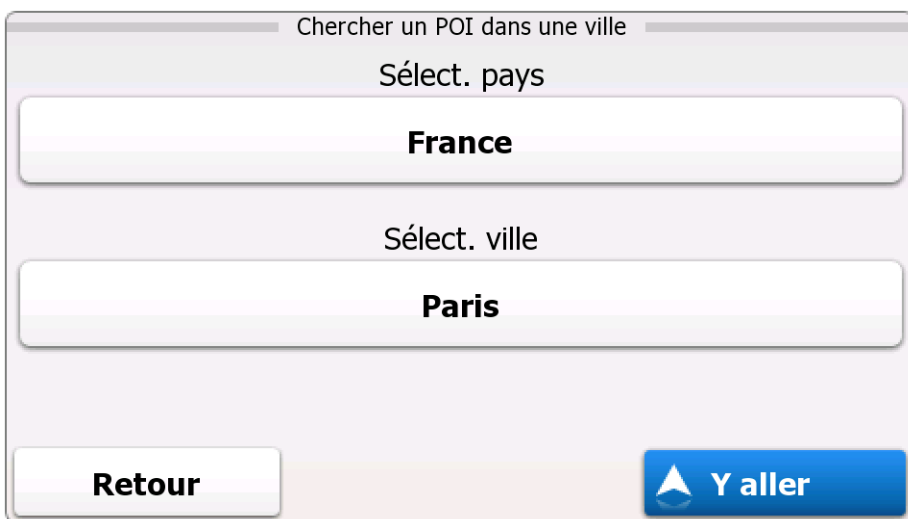 Chercher un POI dans une ville
Sélect. pays
France
Sélect. ville
Paris
Retour
Y aller